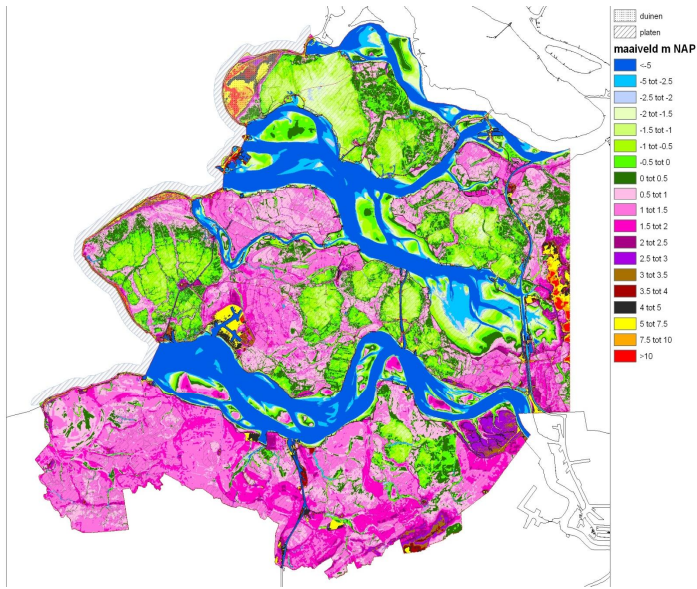 duinen
platen
maaiveld m NAP
<-5
-5 tot -2.5
-2.5 tot -2
-2 tot -1.5
-1.5 tot -1
-1 tot -0.5
-0.5 tot 0
0 tot 0.5
0.5 tot 1
1 tot 1.5
1.5 tot 2
2 tot 2.5
2.5 tot 3
3 tot 3.5
3.5 tot 4
4 tot 5
5 tot 7.5
7.5 tot 10
>10